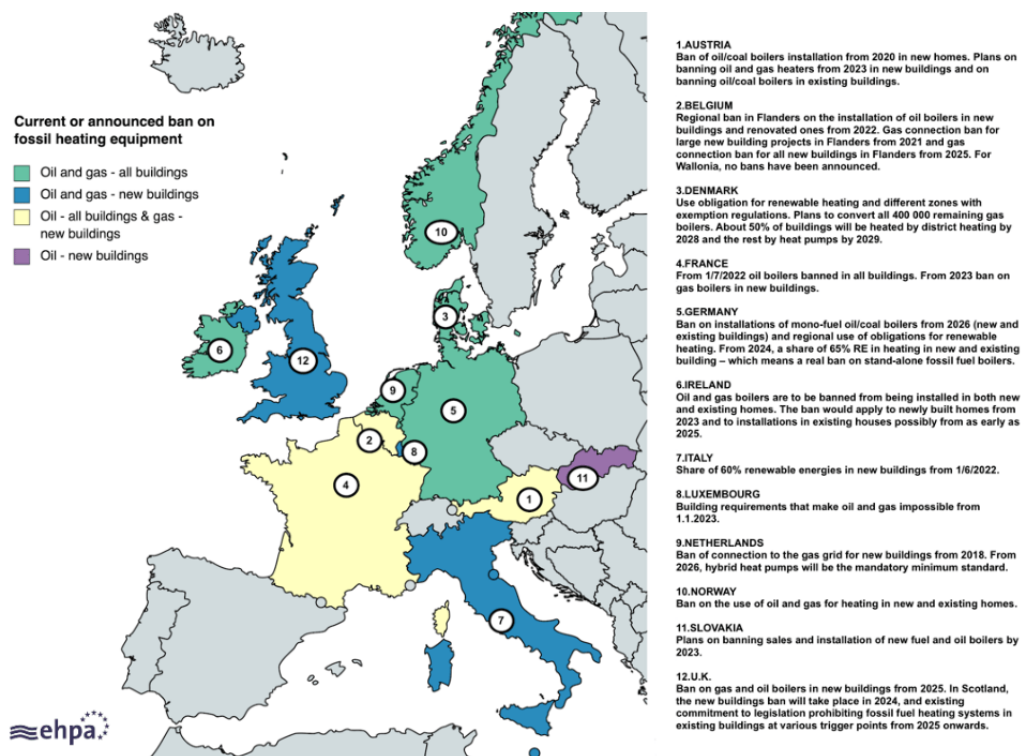 Current or announced ban on
fossil heating equipment
Oil and gas - all buildings
Oil and gas - new buildings
Oil - all buildings & gas -
new buildings
Oil - new buildings
10
3
6
12
9
5
2
8
4
11
1
7
ehpa
1.AUSTRIA
Ban of oil/coal boilers installation from 2020 in new homes. Plans on
banning oil and gas heaters from 2023 in new buildings and on
banning oil/coal boilers in existing buildings.
2.BELGIUM
Regional ban in Flanders on the installation of oil boilers in new
buildings and renovated ones from 2022. Gas connection ban for
large new building projects in Flanders from 2021 and gas
connection ban for all new buildings in Flanders from 2025. For
Wallonia, no bans have been announced.
3.DENMARK
Use obligation for renewable heating and different zones with
exemption regulations. Plans to convert all 400 000 remaining gas
boilers. About 50% of buildings will be heated by district heating by
2028 and the rest by heat pumps by 2029.
4.FRANCE
From 1/7/2022 oil boilers banned in all buildings. From 2023 ban on
gas boilers in new buildings.
5.GERMANY
Ban on installations of mono-fuel oil/coal boilers from 2026 (new and
existing buildings) and regional use of obligations for renewable
heating. From 2024, a share of 65% RE in heating in new and existing
building – which means a real ban on stand-alone fossil fuel boilers.
6.IRELAND
Oil and gas boilers are to be banned from being installed in both new
and existing homes. The ban would apply to newly built homes from
2023 and to installations in existing houses possibly from as early as
2025.
7.ITALY
Share of 60% renewable energies in new buildings from 1/6/2022.
8.LUXEMBOURG
Building requirements that make oil and gas impossible from
1.1.2023.
9.NETHERLANDS
Ban of connection to the gas grid for new buildings from 2018. From
2026, hybrid heat pumps will be the mandatory minimum standard.
10.NORWAY
Ban on the use of oil and gas for heating in new and existing homes.
11.SLOVAKIA
Plans on banning sales and installation of new fuel and oil boilers by
2023.
12.U.K.
Ban on gas and oil boilers in new buildings from 2025. In Scotland,
the new buildings ban will take place in 2024, and existing
commitment to legislation prohibiting fossil fuel heating systems in
existing buildings at various trigger points from 2025 onwards.